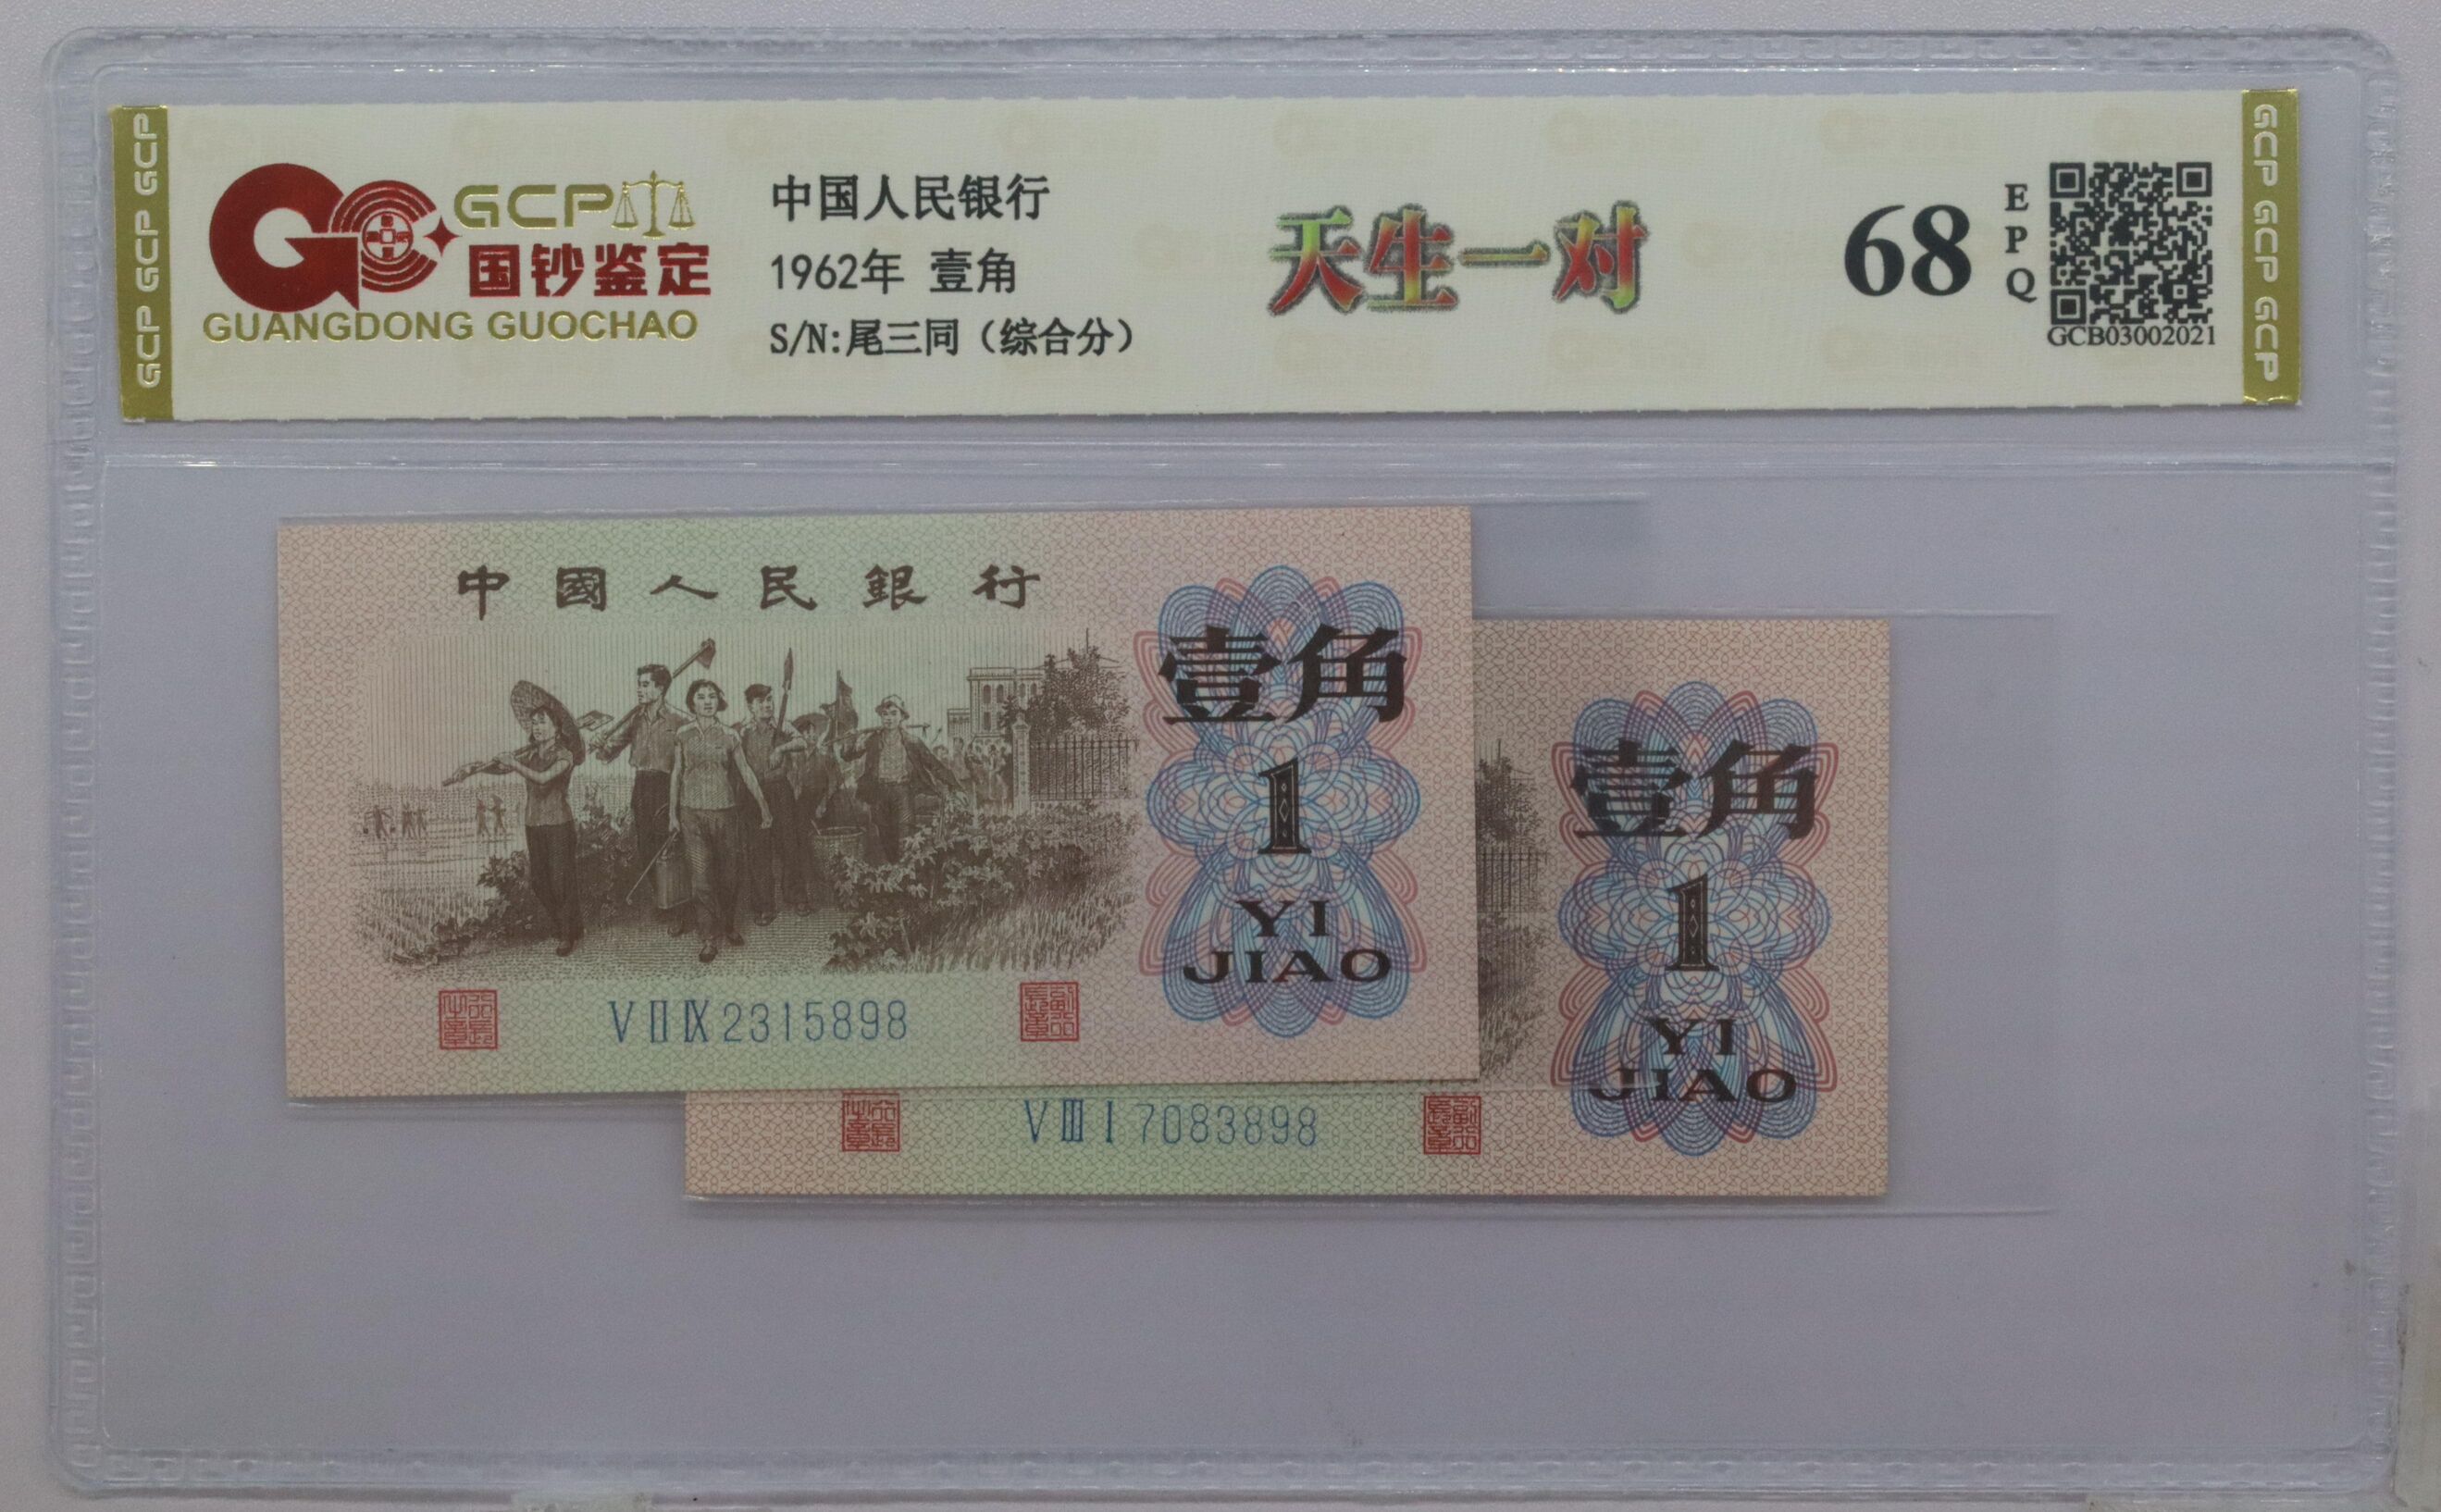 GCP GCP GCP
GCP
国钞鉴定
GUANGDONG GUOCHAO
中国人民银行
1962年 壹角
S/N:尾三同（综合分）
天生一对
68
EPQ
GCB03002021
GCP GCP GCP
中國人民銀行
壹角
1
YI
JIAO
VⅡⅨ2315898
壹角
1
YI
JIAO
VⅢⅠ7083898